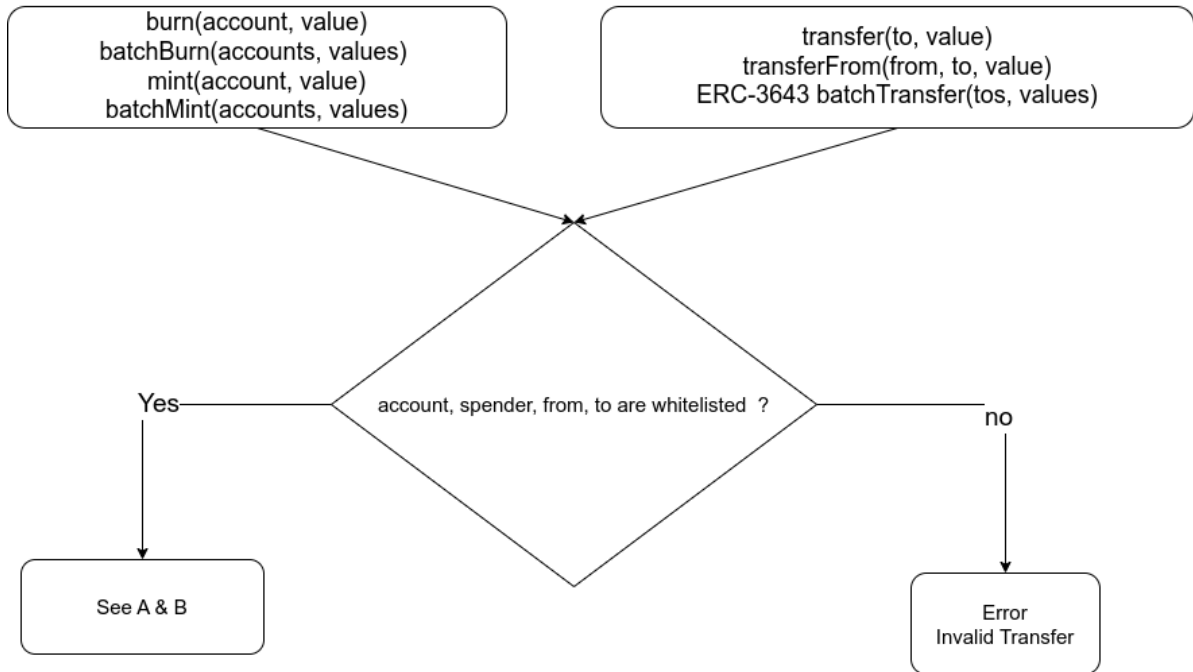 burn(account, value)
batchBurn(accounts, values)
mint(account, value)
batchMint(accounts, values)
transfer(to, value)
transferFrom(from, to, value)
ERC-3643 batchTransfer(tos, values)
account, spender, from, to are whitelisted ?
Yes
no
See A & B
Error
Invalid Transfer